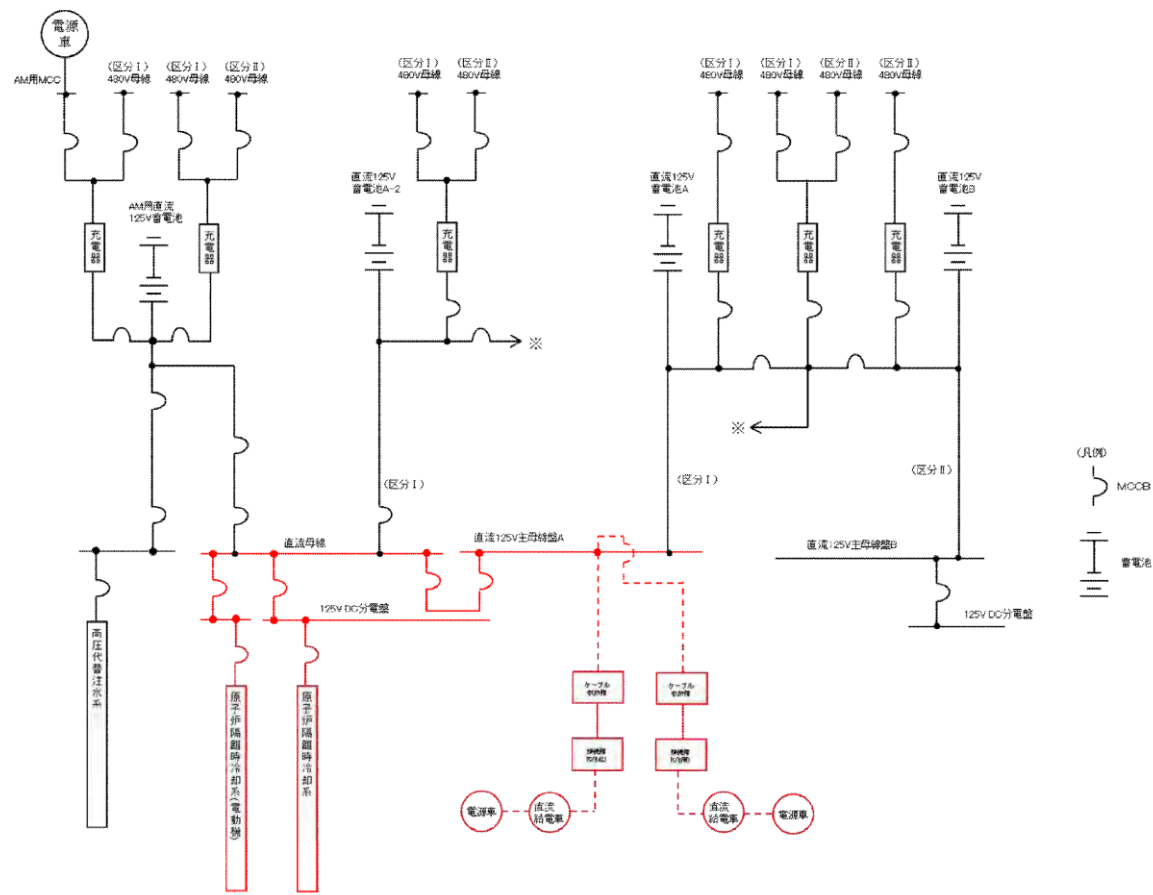 電源
車
AM用MCC
(区分Ⅰ)
480V母線
(区分Ⅰ)
480V母線
(区分Ⅱ)
480V母線
(区分Ⅰ)
480V母線
(区分Ⅱ)
480V母線
(区分Ⅰ)
480V母線
(区分Ⅰ)
480V母線
(区分Ⅱ)
480V母線
(区分Ⅱ)
480V母線
AM用直流
125V蓄電池
直流125V
蓄電池A-2
直流125V
蓄電池A
直流125V
蓄電池B
充電器
充電器
充電器
充電器
充電器
充電器
※
※
(区分Ⅰ)
(区分Ⅰ)
(区分Ⅱ)
(凡例)
MCCB
蓄電池
直流母線
直流125V主母線盤A
直流125V主母線盤B
125V DC分電盤
125V DC分電盤
高圧代替注水系
原子炉隔離時冷却系(電動機)
原子炉隔離時冷却系
ケーブル
ケーブル
電源車
直流
給電車
直流
給電車
電源車